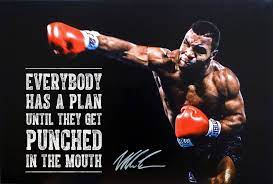 EVERYBODY
HAS A PLAN
UNTIL THEY GET
PUNCHED
IN THE MOUTH